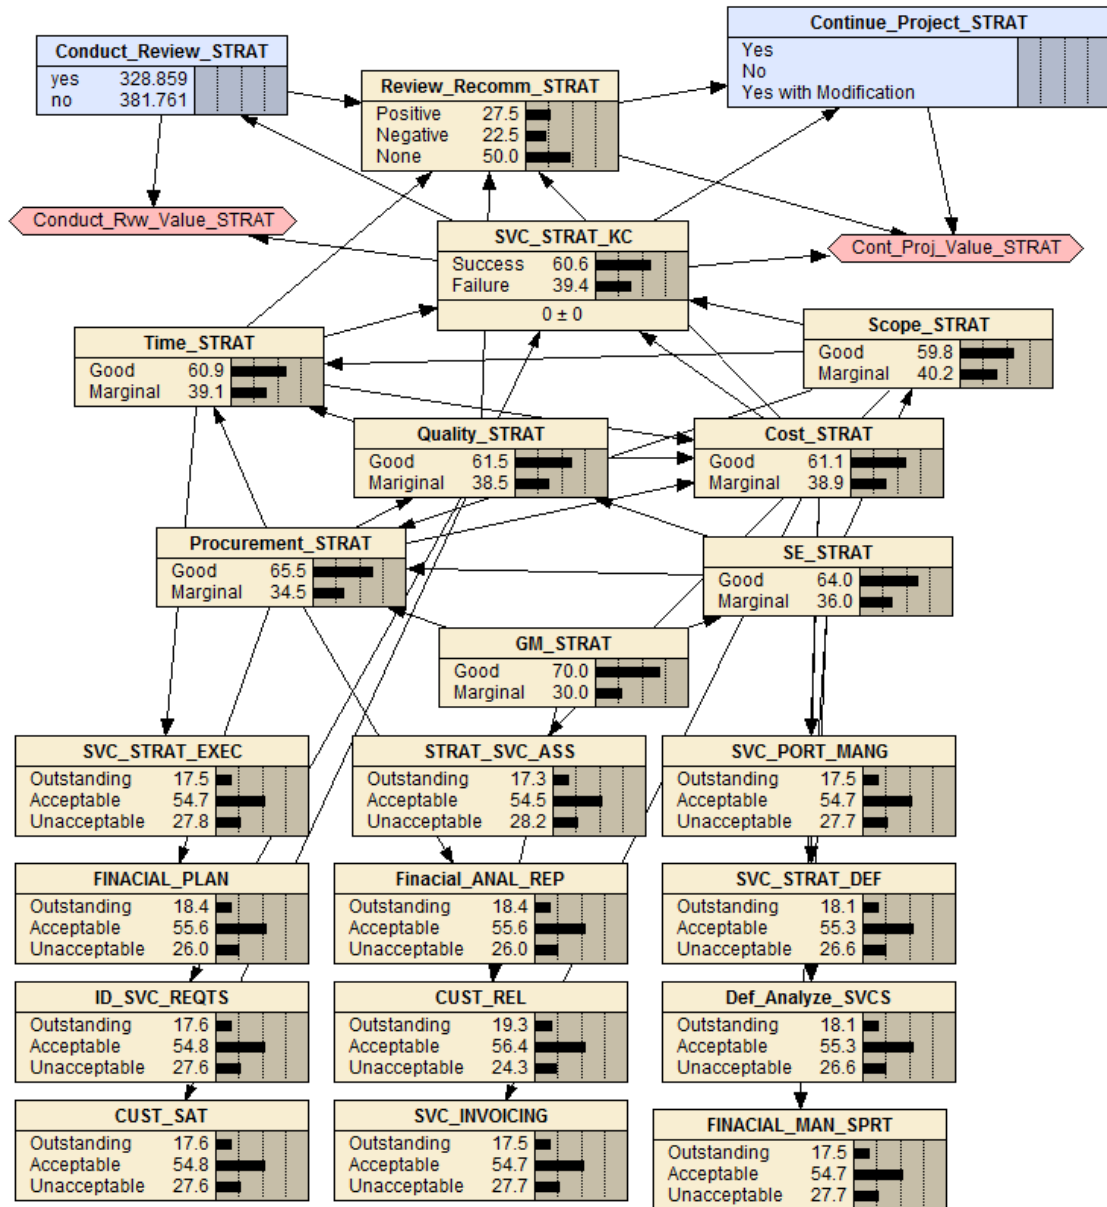 Continue_Project_STRAT
Yes
No
Yes with Modification
Conduct_Review_STRAT
yes 328.859
no 381.761
Review_Recomm_STRAT
Positive 27.5
Negative 22.5
None 50.0
Conduct_Rvw_Value_STRAT
SVC_STRAT_KC
Success 60.6
Failure 39.4
0 ± 0
Cont_Proj_Value_STRAT
Time_STRAT
Good 60.9
Marginal 39.1
Scope_STRAT
Good 59.8
Marginal 40.2
Quality_STRAT
Good 61.5
Mariginal 38.5
Cost_STRAT
Good 61.1
Marginal 38.9
Procurement_STRAT
Good 65.5
Marginal 34.5
SE_STRAT
Good 64.0
Marginal 36.0
GM_STRAT
Good 70.0
Marginal 30.0
SVC_STRAT_EXEC
Outstanding 17.5
Acceptable 54.7
Unacceptable 27.8
STRAT_SVC_ASS
Outstanding 17.3
Acceptable 54.5
Unacceptable 28.2
SVC_PORT_MANG
Outstanding 17.5
Acceptable 54.7
Unacceptable 27.7
FINACIAL_PLAN
Outstanding 18.4
Acceptable 55.6
Unacceptable 26.0
Finacial_ANAL_REP
Outstanding 18.4
Acceptable 55.6
Unacceptable 26.0
SVC_STRAT_DEF
Outstanding 18.1
Acceptable 55.3
Unacceptable 26.6
ID_SVC_REQTS
Outstanding 17.6
Acceptable 54.8
Unacceptable 27.6
CUST_REL
Outstanding 19.3
Acceptable 56.4
Unacceptable 24.3
Def_Analyze_SVCS
Outstanding 18.1
Acceptable 55.3
Unacceptable 26.6
CUST_SAT
Outstanding 17.6
Acceptable 54.8
Unacceptable 27.6
SVC_INVOICING
Outstanding 17.5
Acceptable 54.7
Unacceptable 27.7
FINACIAL_MAN_SPRT
Outstanding 17.5
Acceptable 54.7
Unacceptable 27.7